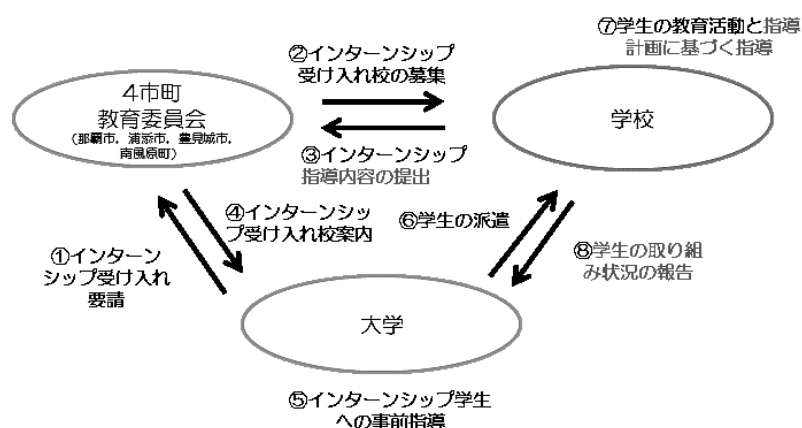 ⑦学生の教育活動と指導
計画に基づく指導
②インターンシップ
受け入れ校の募集
4市町
教育委員会
(那覇市，浦添市，豊見城市，
南風原町)
学校
③インターンシップ
指導内容の提出
④インターンシッ
プ受け入れ校案内
⑥学生の派遣
①インターン
シップ受け入れ
要請
⑧学生の取り組
み状況の報告
大学
⑤インターンシップ学生
への事前指導